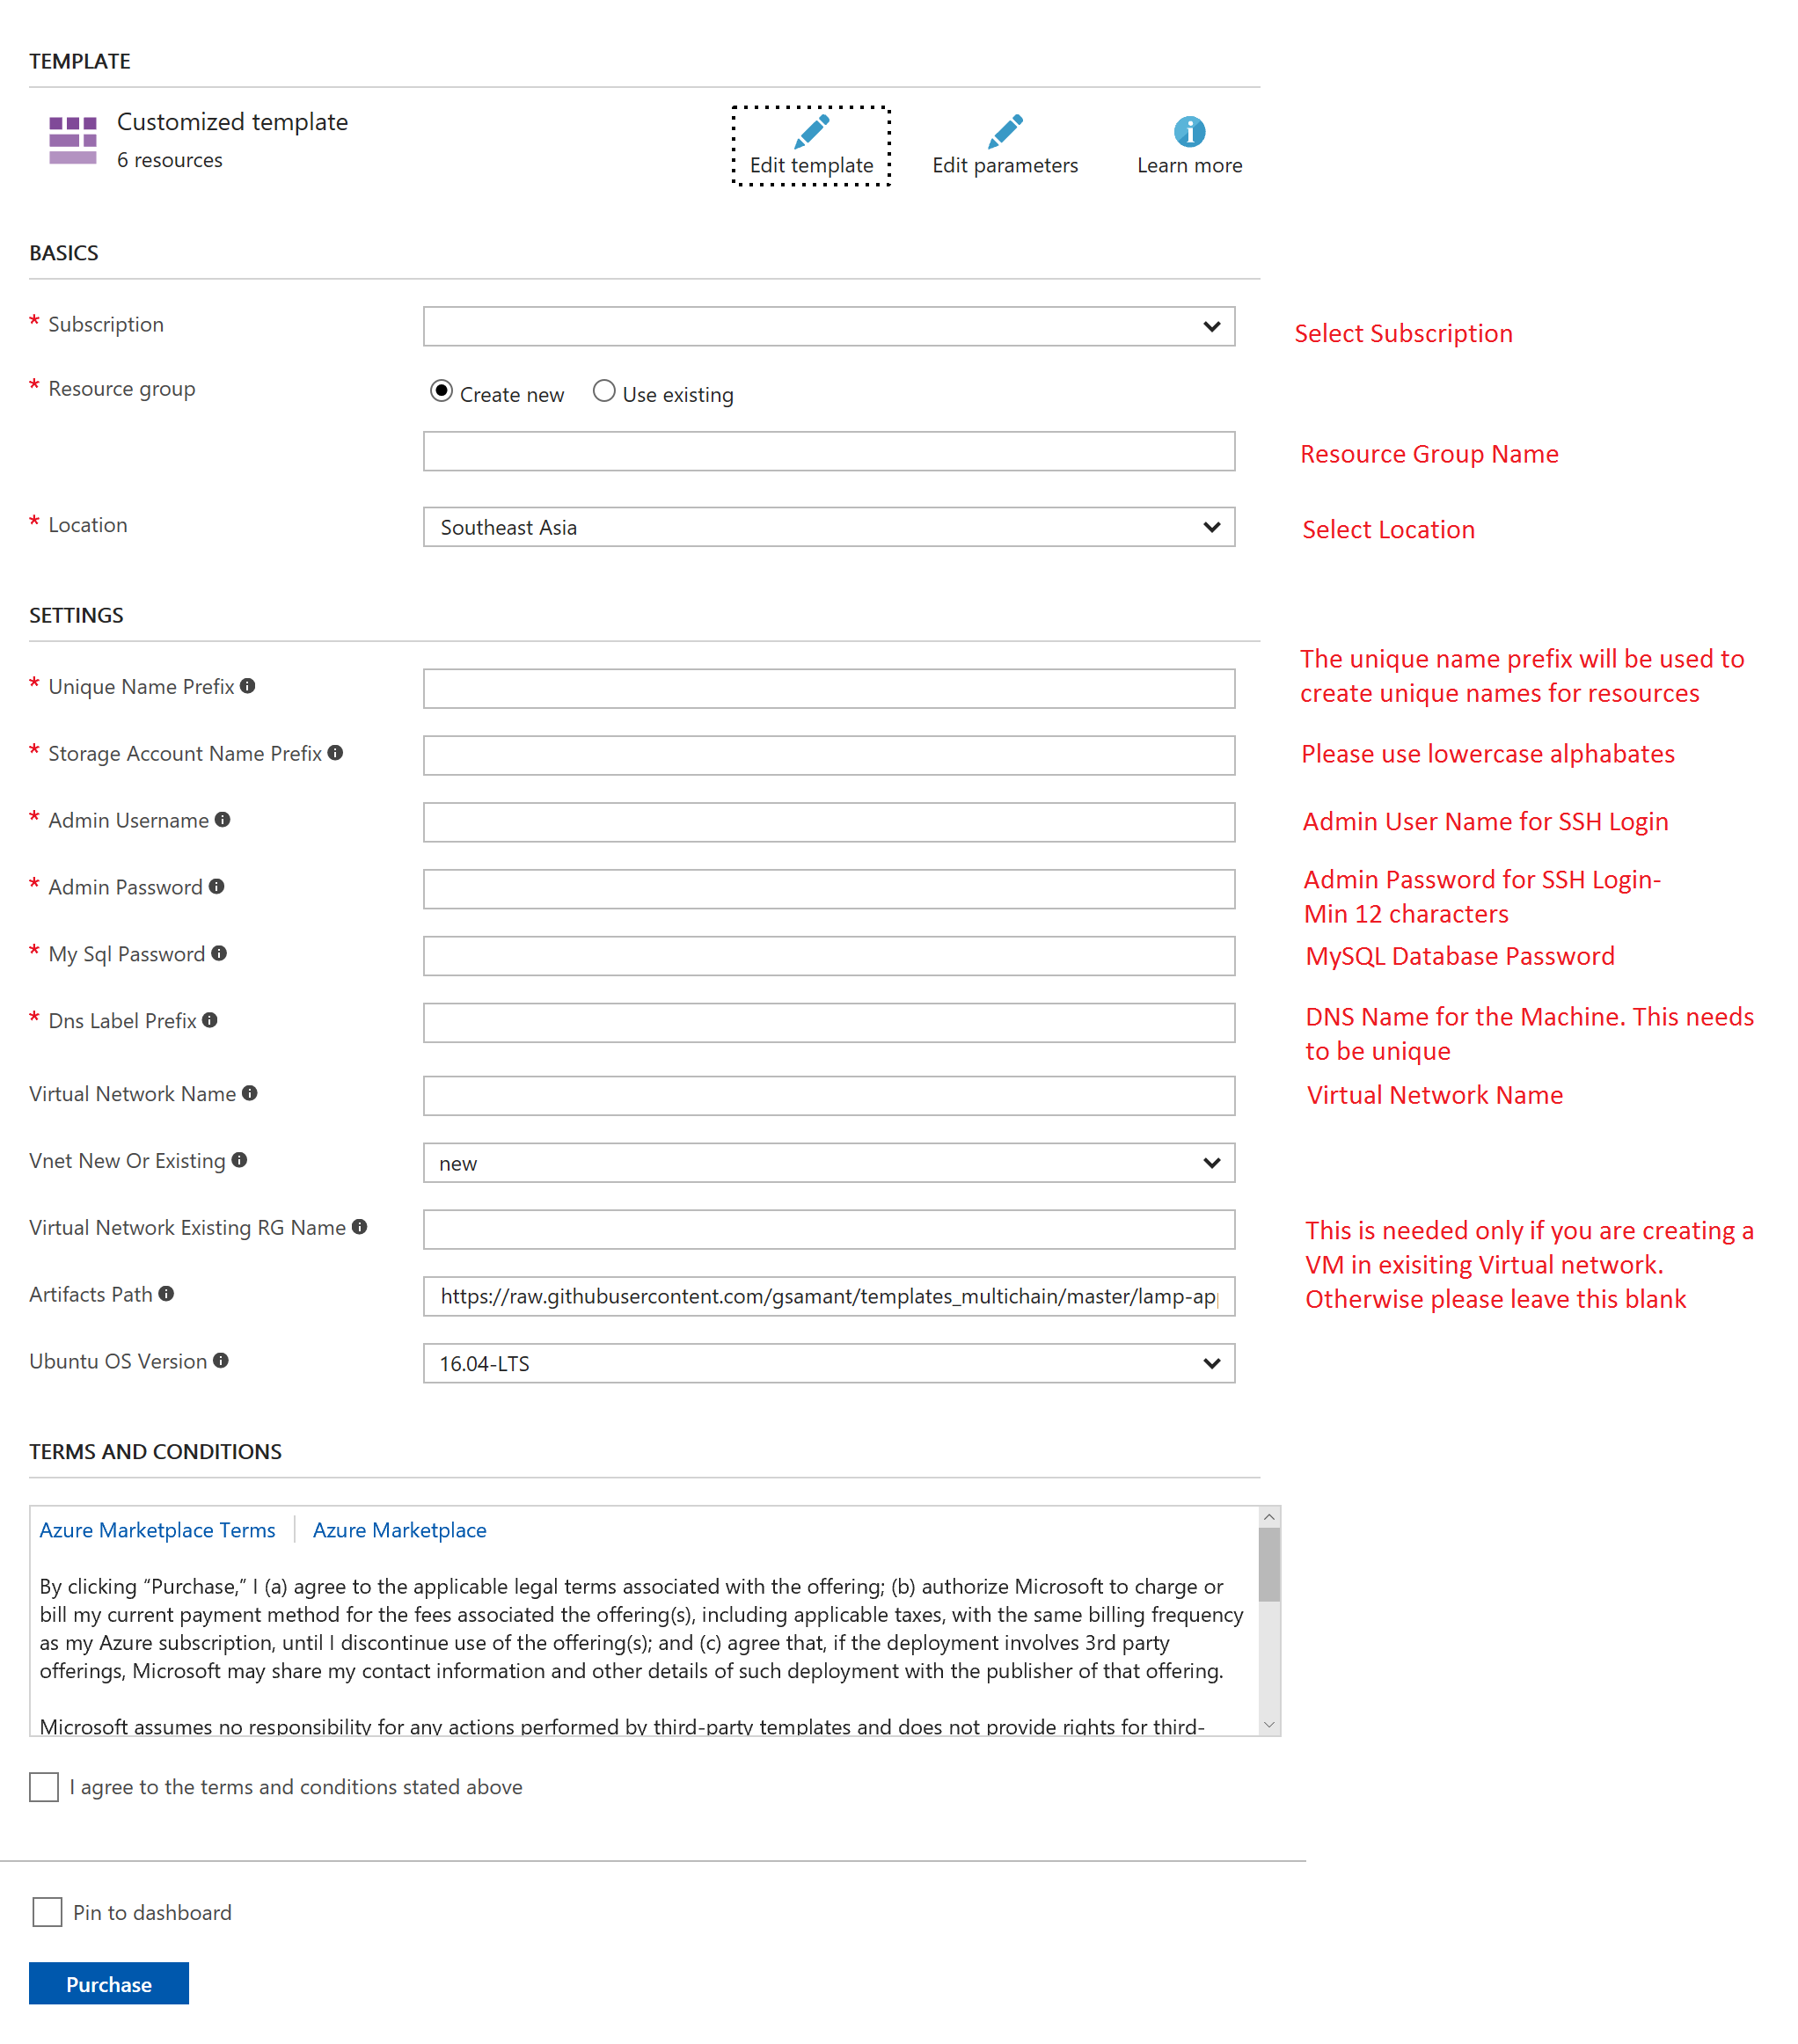 TEMPLATE
Customized template
6 resources
Edit template
Edit parameters
Learn more
BASICS
* Subscription
Select Subscription
* Resource group
Create new
Use existing
Resource Group Name
* Location
Southeast Asia
Select Location
SETTINGS
* Unique Name Prefix
The unique name prefix will be used to
create unique names for resources
* Storage Account Name Prefix
Please use lowercase alphabates
* Admin Username
Admin User Name for SSH Login
* Admin Password
Admin Password for SSH Login-
Min 12 characters
* My Sql Password
MySQL Database Password
* Dns Label Prefix
DNS Name for the Machine. This needs
to be unique
Virtual Network Name
Virtual Network Name
Vnet New Or Existing
new
Virtual Network Existing RG Name
This is needed only if you are creating a
VM in exisiting Virtual network.
Otherwise please leave this blank
Artifacts Path
https://raw.githubusercontent.com/gsamant/templates_multichain/master/lamp-ap
Ubuntu OS Version
16.04-LTS
TERMS AND CONDITIONS
Azure Marketplace Terms
Azure Marketplace
By clicking “Purchase,” I (a) agree to the applicable legal terms associated with the offering; (b) authorize Microsoft to charge or
bill my current payment method for the fees associated the offering(s), including applicable taxes, with the same billing frequency
as my Azure subscription, until I discontinue use of the offering(s); and (c) agree that, if the deployment involves 3rd party
offerings, Microsoft may share my contact information and other details of such deployment with the publisher of that offering.
Microsoft assumes no responsibility for any actions performed by third-party templates and does not provide rights for third-
I agree to the terms and conditions stated above
Pin to dashboard
Purchase